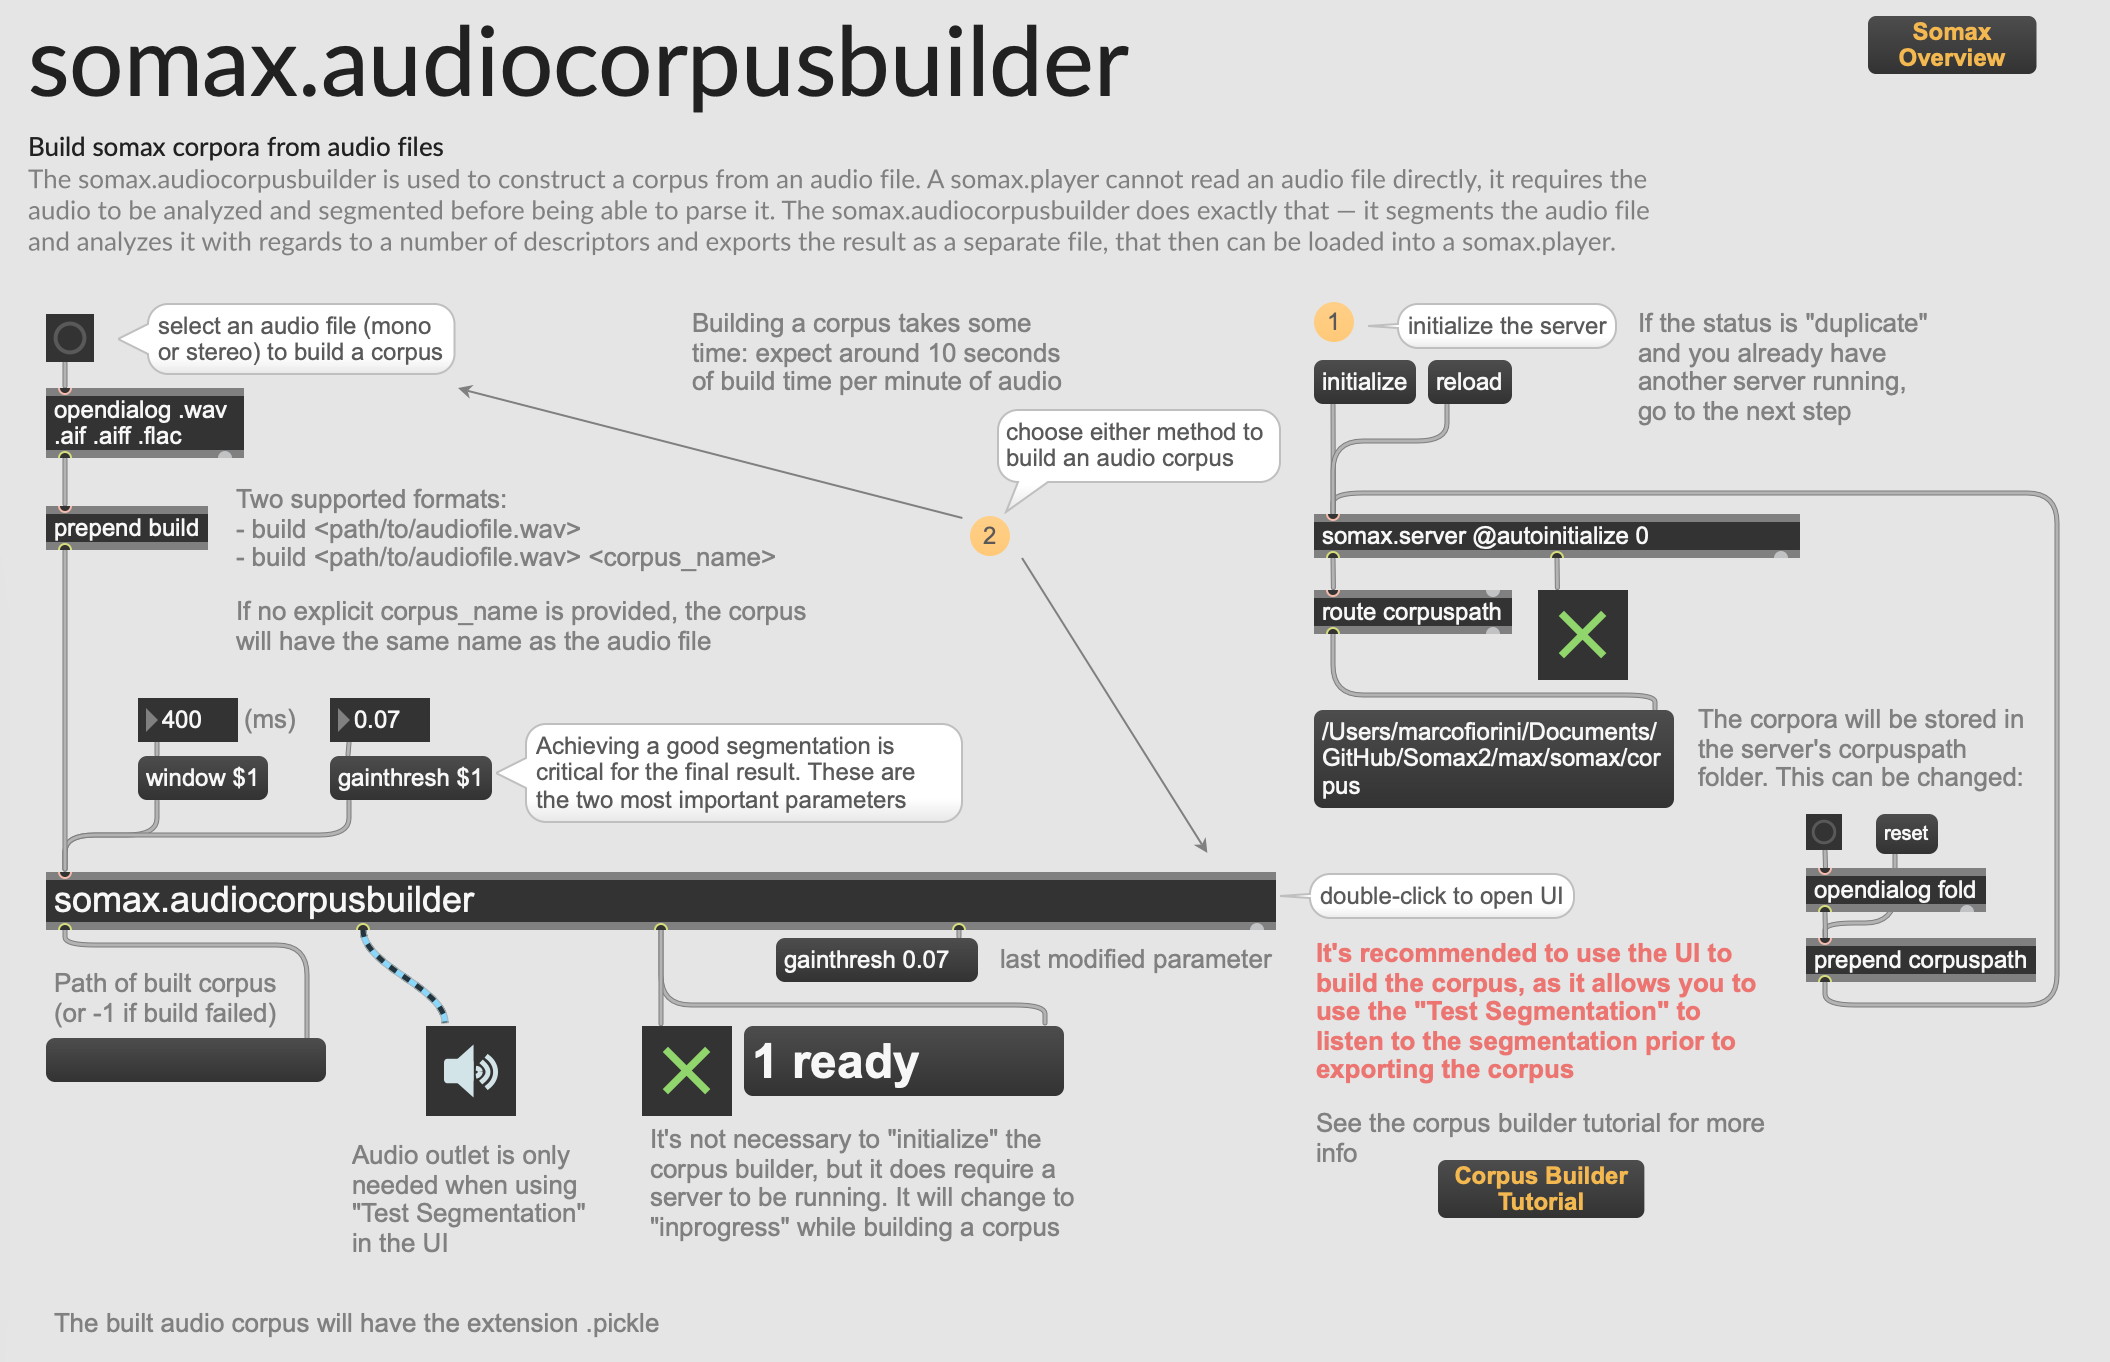 somax.audiocorpusbuilder
Somax
Overview
Build somax corpora from audio files
The somax.audiocorpusbuilder is used to construct a corpus from an audio file. A somax.player cannot read an audio file directly, it requires the
audio to be analyzed and segmented before being able to parse it. The somax.audiocorpusbuilder does exactly that — it segments the audio file
and analyzes it with regards to a number of descriptors and exports the result as a separate file, that then can be loaded into a somax.player.
select an audio file (mono
or stereo) to build a corpus
opendialog .wav
.aif .aiff .flac
prepend build
Two supported formats:
- build <path/to/audiofile.wav>
- build <path/to/audiofile.wav> <corpus_name>
If no explicit corpus_name is provided, the corpus
will have the same name as the audio file
Building a corpus takes some
time: expect around 10 seconds
of build time per minute of audio
choose either method to
build an audio corpus
2
400
(ms)
0.07
window $1
gainthresh $1
Achieving a good segmentation is
critical for the final result. These are
the two most important parameters
somax.audiocorpusbuilder
double-click to open UI
Path of built corpus
(or -1 if build failed)
gainthresh 0.07
last modified parameter
1 ready
Audio outlet is only
needed when using
"Test Segmentation"
in the UI
It's not necessary to "initialize" the
corpus builder, but it does require a
server to be running. It will change to
"inprogress" while building a corpus
The built audio corpus will have the extension .pickle
1
initialize the server
initialize
reload
If the status is "duplicate"
and you already have
another server running,
go to the next step
somax.server @autoinitialize 0
route corpuspath
/Users/marcofiorini/Documents/
GitHub/Somax2/max/somax/cor
pus
The corpora will be stored in
the server's corpuspath
folder. This can be changed:
reset
opendialog fold
prepend corpuspath
It's recommended to use the UI to
build the corpus, as it allows you to
use the "Test Segmentation" to
listen to the segmentation prior to
exporting the corpus
See the corpus builder tutorial for more
info
Corpus Builder
Tutorial